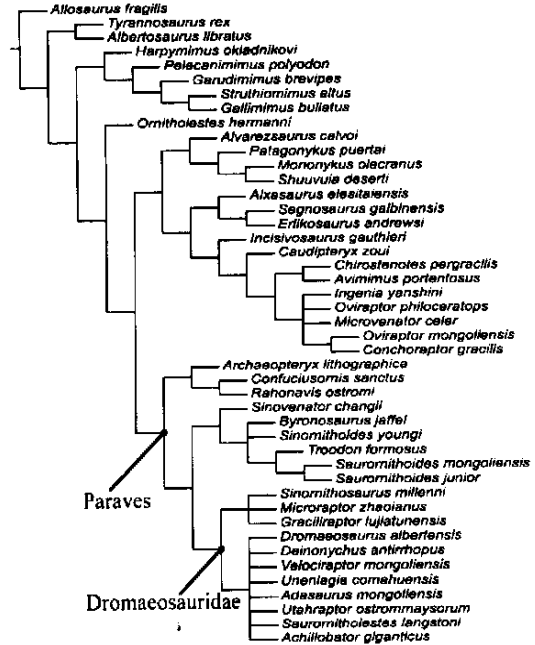 Allosaurus fragilis
Tyrannosaurus rex
Albertosaurus libratus
Harpymimus okladnikovi
Pelecanimimus polyodon
Garudimimus brevipes
Struthiomimus altus
Gallimimus bullatus
Ornitholestes hermanni
Alvarezsaurus calvoi
Patagonykus puertai
Mononykus olecranus
Shuuvuia deserti
Alxasaurus elesitaiensis
Segnosaurus galbinensis
Erlikosaurus andrewsi
Incisivosaurus gauthieri
Caudipteryx zoui
Chirostenotes pergracilis
Avimimus portentosus
Ingenia yanshini
Oviraptor philoceratops
Microvenator celer
Oviraptor mongoliensis
Conchoraptor gracilis
Archaeopteryx lithographica
Confuciusornis sanctus
Rahonavis ostromi
Sinovenator changii
Byronosaurus jaffei
Sinornithoides youngi
Troodon formosus
Saurornithoides mongoliensis
Saurornithoides junior
Paraves
Sinornithosaurus millenni
Microraptor zhaoianus
Graciliraptor lujiatunensis
Dromaeosaurus albertensis
Deinonychus antirrhopus
Velociraptor mongoliensis
Unenlagia comahuensis
Adasaurus mongoliensis
Dromaeosauridae
Utahraptor ostrommaysorum
Saurornitholestes langstoni
Achillobator giganticus